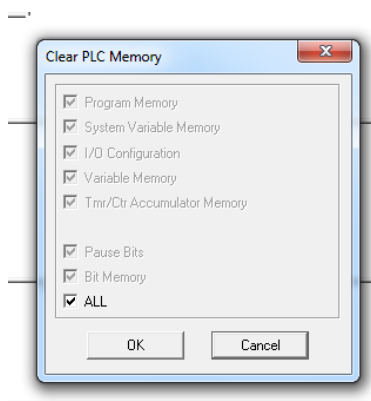 Clear PLC Memory
Program Memory
System Variable Memory
I/O Configuration
Variable Memory
Tmr/Ctr Accumulator Memory
Pause Bits
Bit Memory
ALL
OK
Cancel